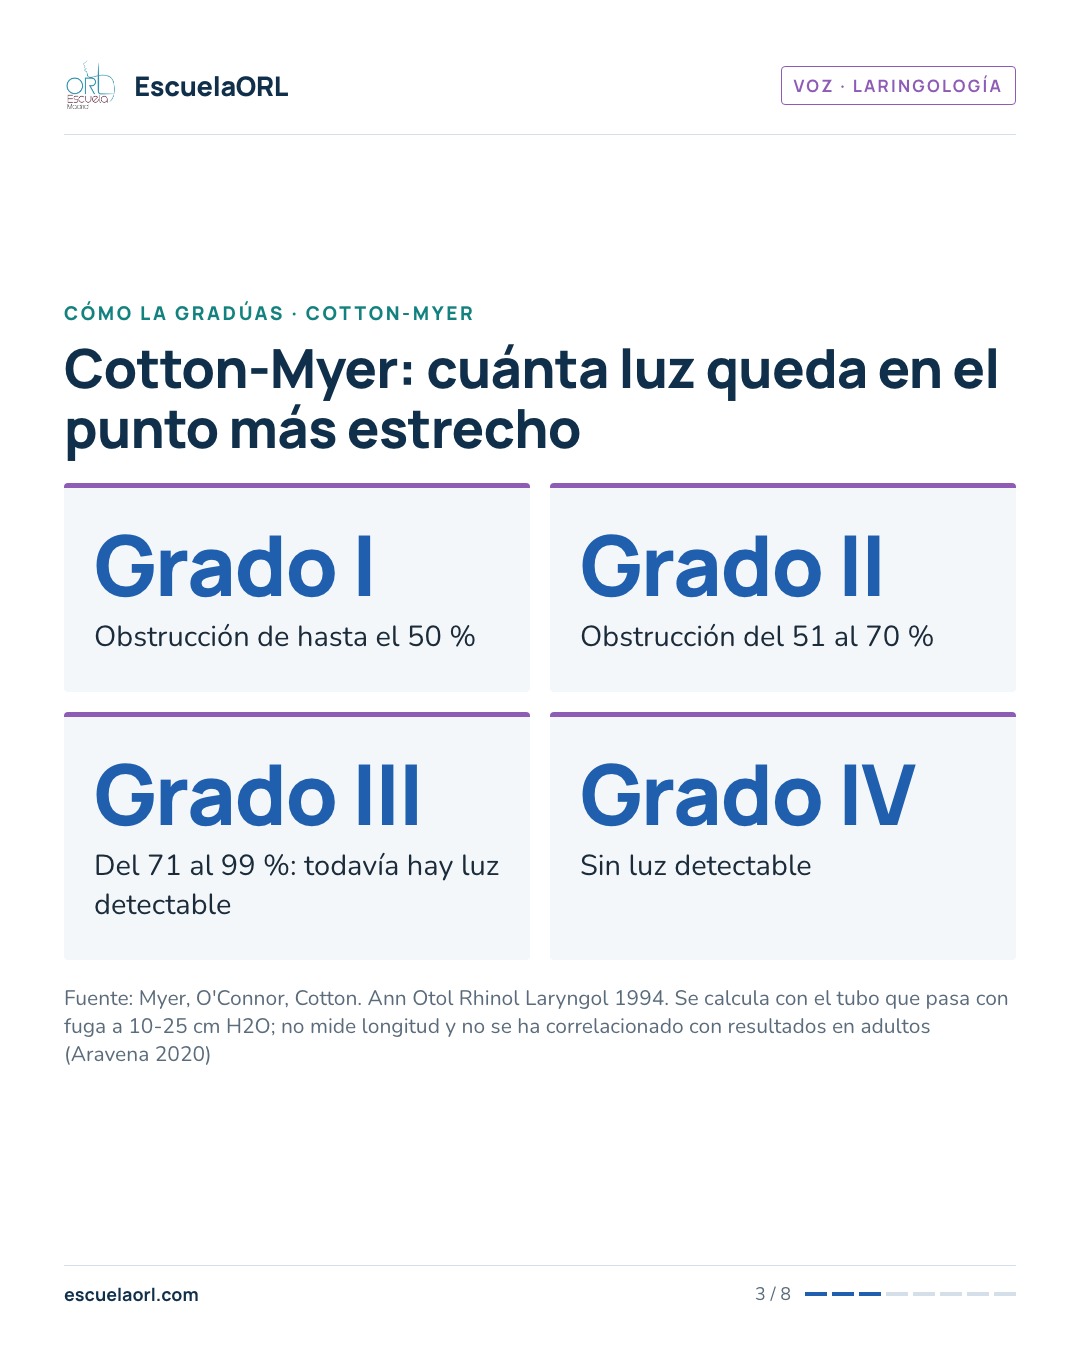 ORL
Escuela
Madrid
EscuelaORL
VOZ · LARINGOLOGÍA
CÓMO LA GRADÚAS · COTTON-MYER
Cotton-Myer: cuánta luz queda en el
punto más estrecho
Grado I
Obstrucción de hasta el 50 %
Grado II
Obstrucción del 51 al 70 %
Grado III
Del 71 al 99 %: todavía hay luz
detectable
Grado IV
Sin luz detectable
Fuente: Myer, O'Connor, Cotton. Ann Otol Rhinol Laryngol 1994. Se calcula con el tubo que pasa con
fuga a 10-25 cm H2O; no mide longitud y no se ha correlacionado con resultados en adultos
(Aravena 2020)
escuelaorl.com
3 / 8